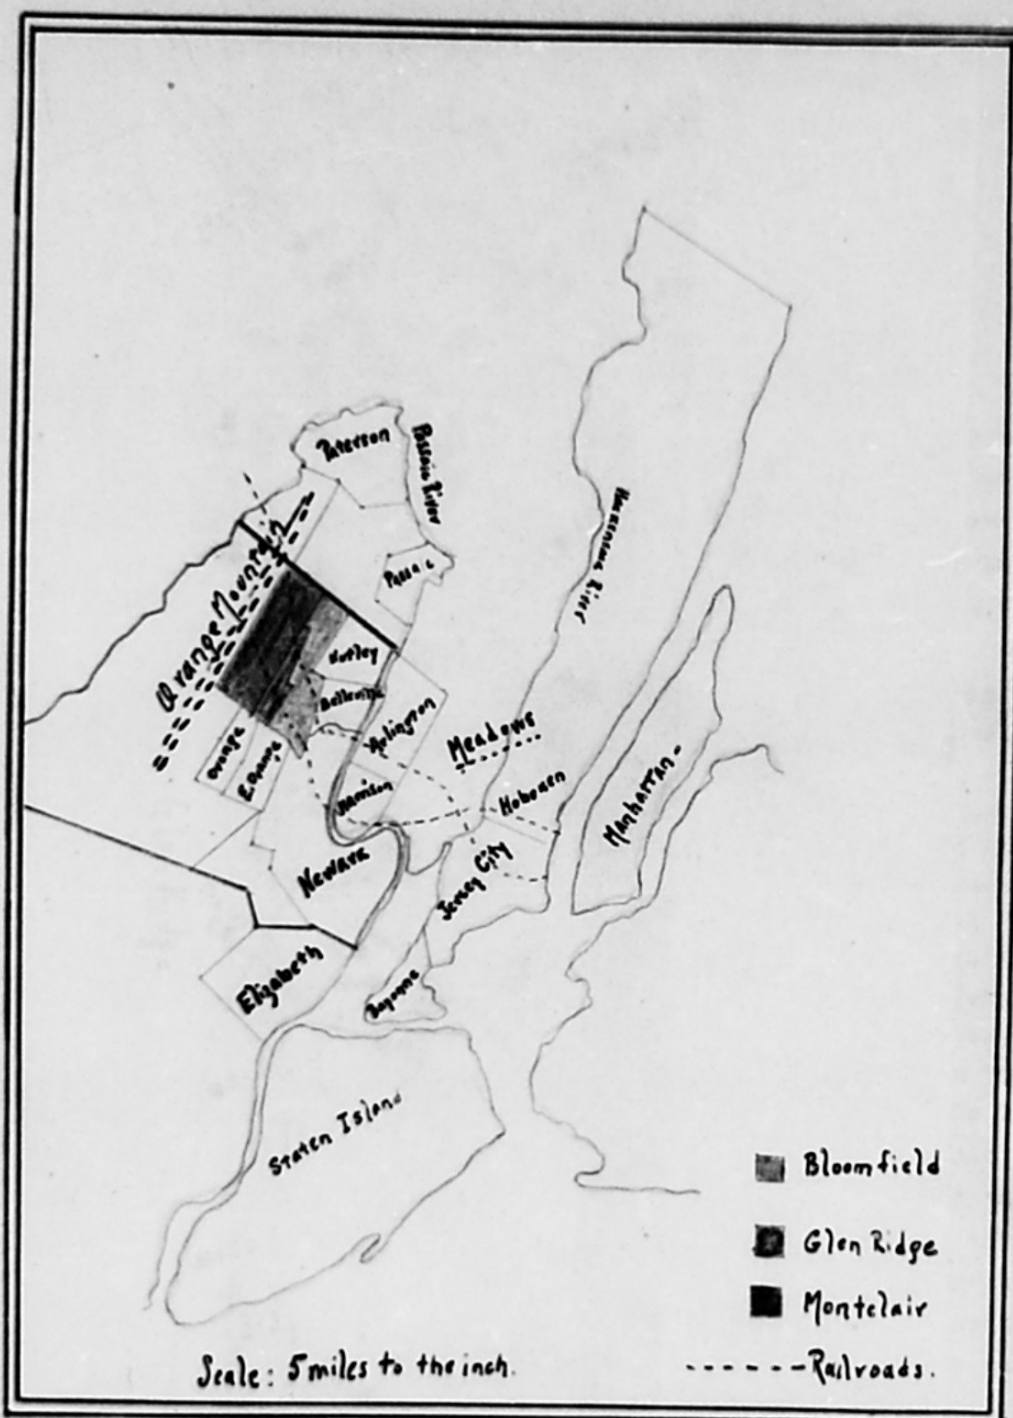 Paterson
Passaic River
Hackensack River
Orange Mountain
Passaic
Nutley
Belleville
Arlington
Meadows
Orange
E. Orange
Harrison
Hoboken
Manhattan
Newark
Jersey City
Elizabeth
Bayonne
Staten Island
Bloomfield
Glen Ridge
Montclair
Scale: 5 miles to the inch.
Railroads.